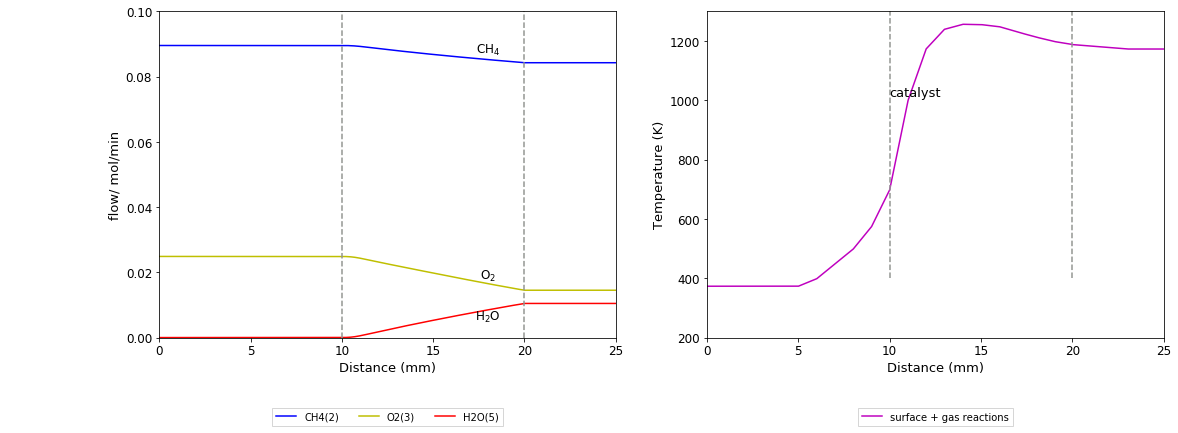 0.10
0.08
0.06
0.04
0.02
0.00
flow/ mol/min
CH4
O2
H2O
0 5 10 15 20 25
Distance (mm)
CH4(2) O2(3) H2O(5)
1200
1000
800
600
400
200
Temperature (K)
catalyst
0 5 10 15 20 25
Distance (mm)
surface + gas reactions